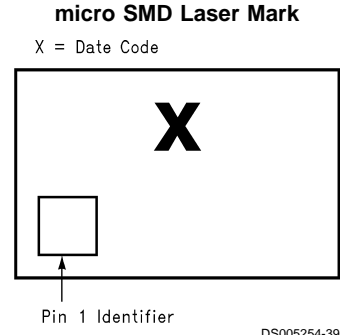 micro SMD Laser Mark
X = Date Code
X
Pin 1 Identifier
DS005254-39